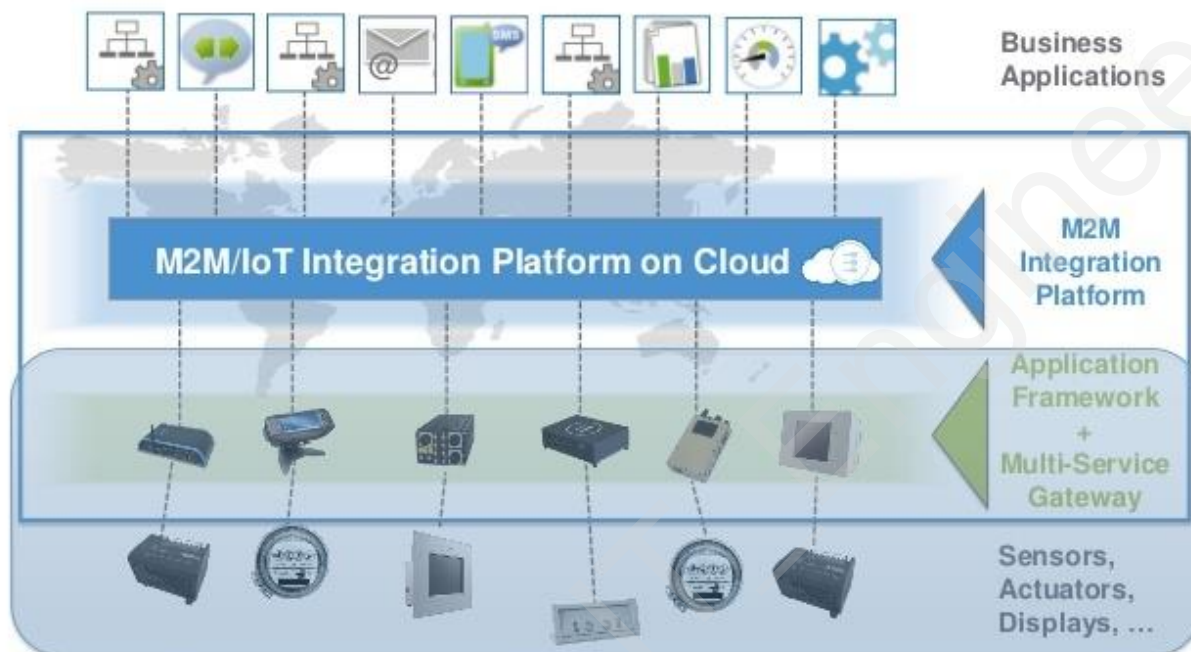 SMS
@
Business
Applications
M2M/IoT Integration Platform on Cloud
M2M
Integration
Platform
Application
Framework
+
Multi-Service
Gateway
Sensors,
Actuators,
Displays, ...